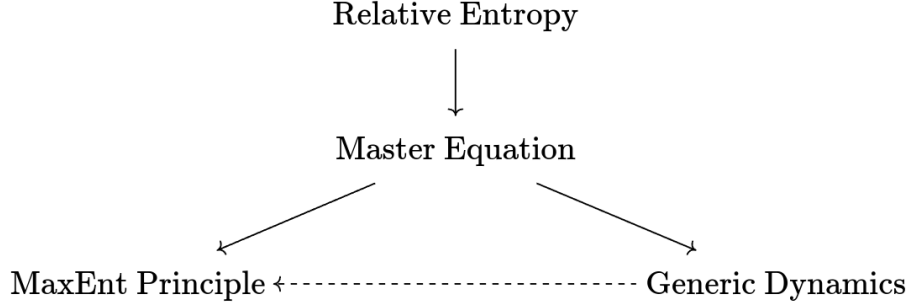 Relative Entropy
Master Equation
MaxEnt Principle
Generic Dynamics